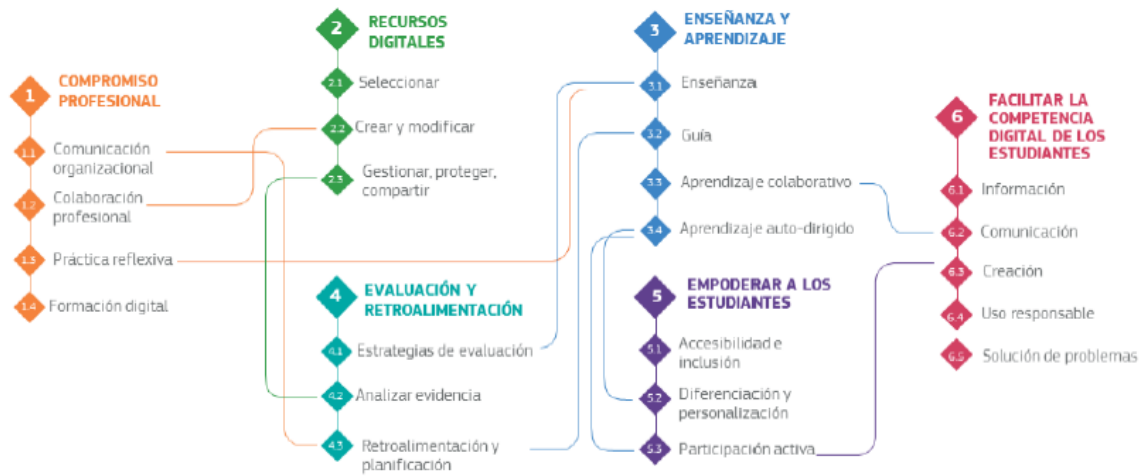 1
COMPROMISO
PROFESIONAL
1.1
Comunicación
organizacional
1.2
Colaboración
profesional
1.3
Práctica reflexiva
1.4
Formación digital
2
RECURSOS
DIGITALES
2.1
Seleccionar
2.2
Crear y modificar
2.3
Gestionar, proteger,
compartir
3
ENSEÑANZA Y
APRENDIZAJE
3.1
Enseñanza
3.2
Guía
3.3
Aprendizaje colaborativo
3.4
Aprendizaje auto-dirigido
4
EVALUACIÓN Y
RETROALIMENTACIÓN
4.1
Estrategias de evaluación
4.2
Analizar evidencia
4.3
Retroalimentación y
planificación
5
EMPODERAR A LOS
ESTUDIANTES
5.1
Accesibilidad e
inclusión
5.2
Diferenciación y
personalización
5.3
Participación activa
6
FACILITAR LA
COMPETENCIA
DIGITAL DE LOS
ESTUDIANTES
6.1
Información
6.2
Comunicación
6.3
Creación
6.4
Uso responsable
6.5
Solución de problemas